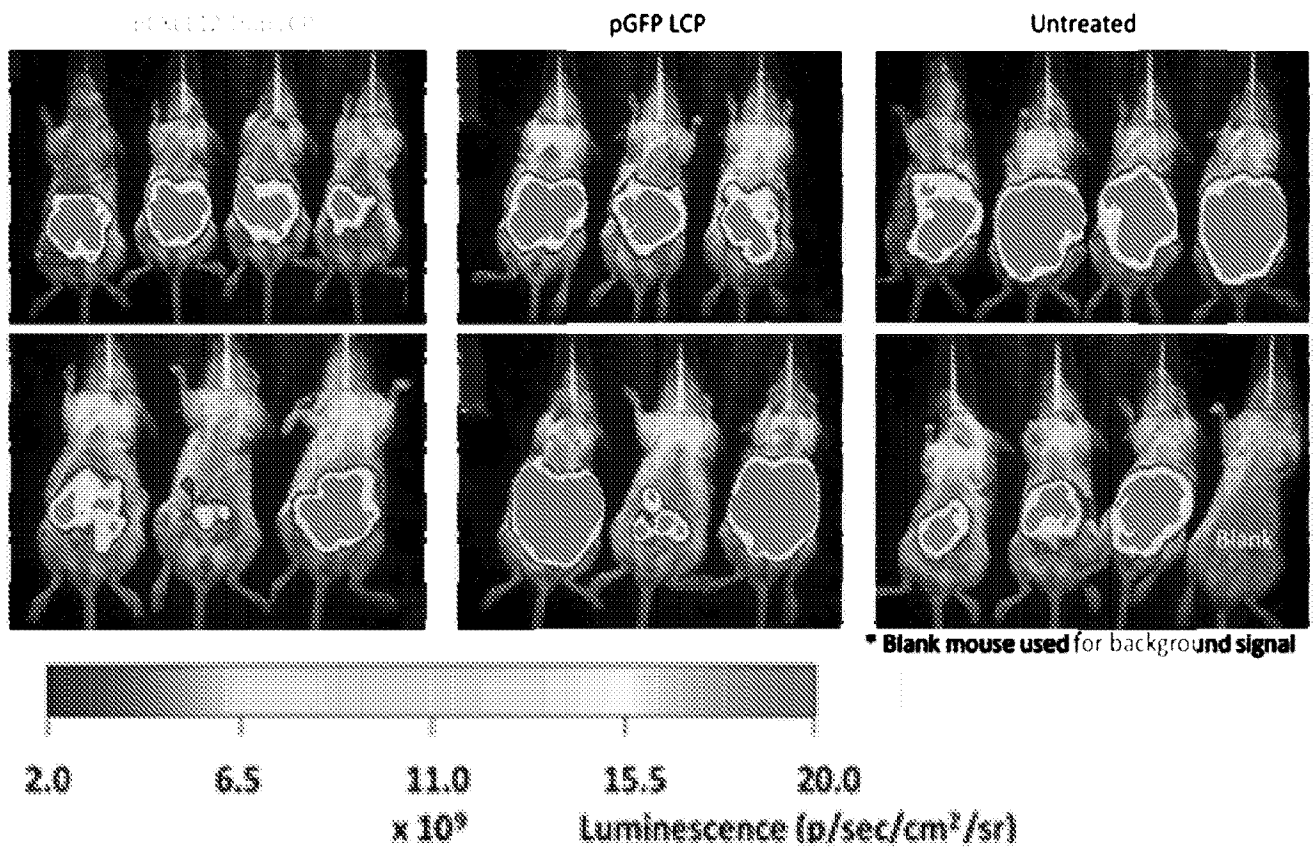 pGFP LCP
Untreated
Blank
* Blank mouse used for background signal
2.0 6.5 11.0 15.5 20.0
x 10⁹ Luminescence (p/sec/cm²/sr)